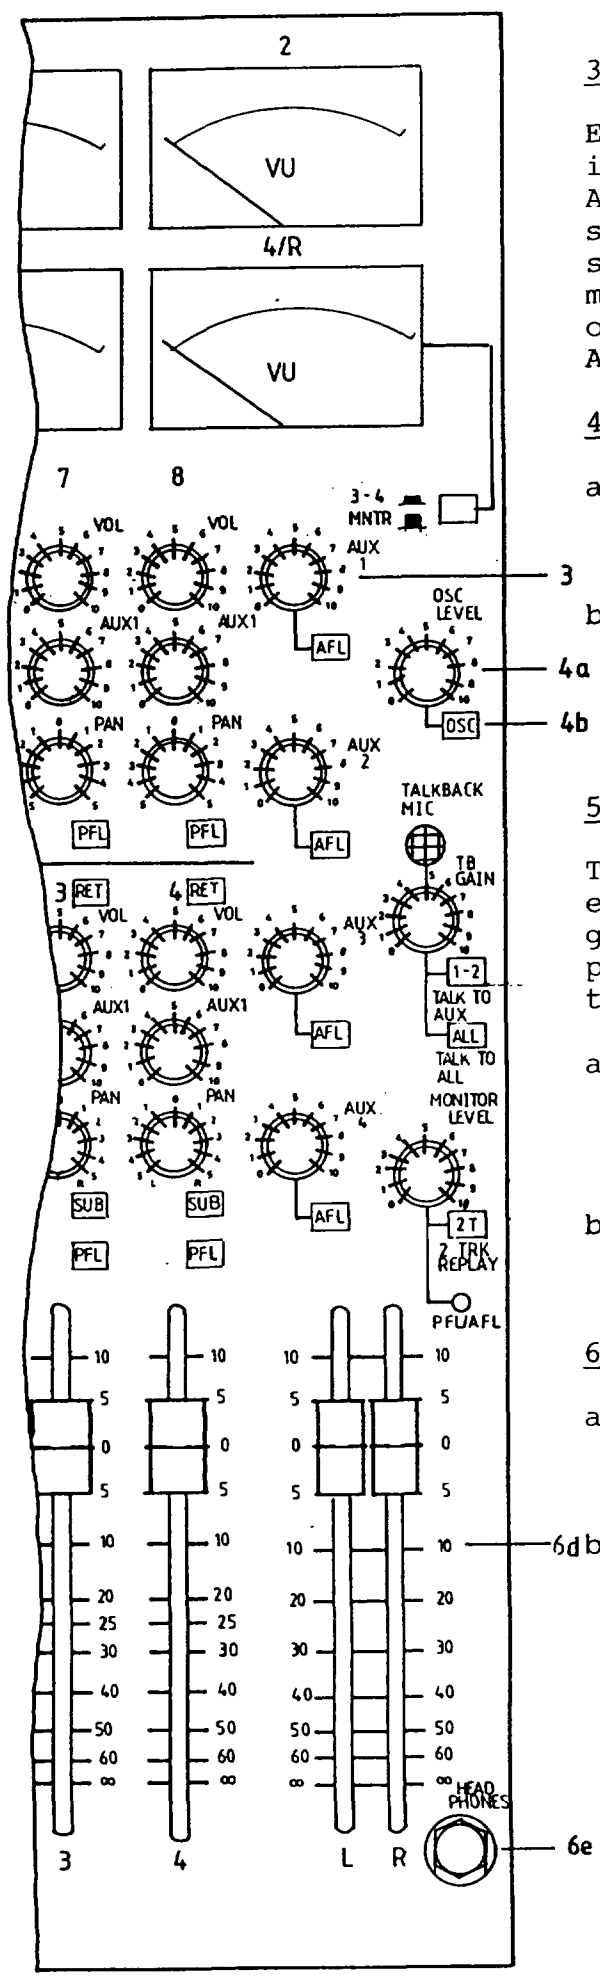 2
VU
4/R
VU
7 8
3-4
MNTR
VOL VOL AUX
1
3
AUX1 AUX1 AFL
OSC
LEVEL
4a
OSC 4b
PAN PAN AUX
2
PFL PFL AFL
TALKBACK
MIC
TB
GAIN
3 RET 4 RET
VOL VOL AUX
3
1-2
TALK TO
AUX
AUX1 AUX1 AFL
ALL
TALK TO
ALL
PAN PAN AUX
4
MONITOR
LEVEL
L R
SUB SUB AFL
2T
2 TRK
REPLAY
PFL PFL
PFL/AFL
10 10 10 10
5 5 5 5
0 0 0 0
5 5 5 5
10 10 10 10 6d
20 20 20 20
25 25
30 30 30 30
40 40 40 40
50 50 50 50
60 60 60 60
∞ ∞ ∞ ∞
HEAD
PHONES
3 4 L R
6e
3
E
i
A
s
s
m
o
A
4
a
b
5
T
e
g
p
t
a
b
6
a
b